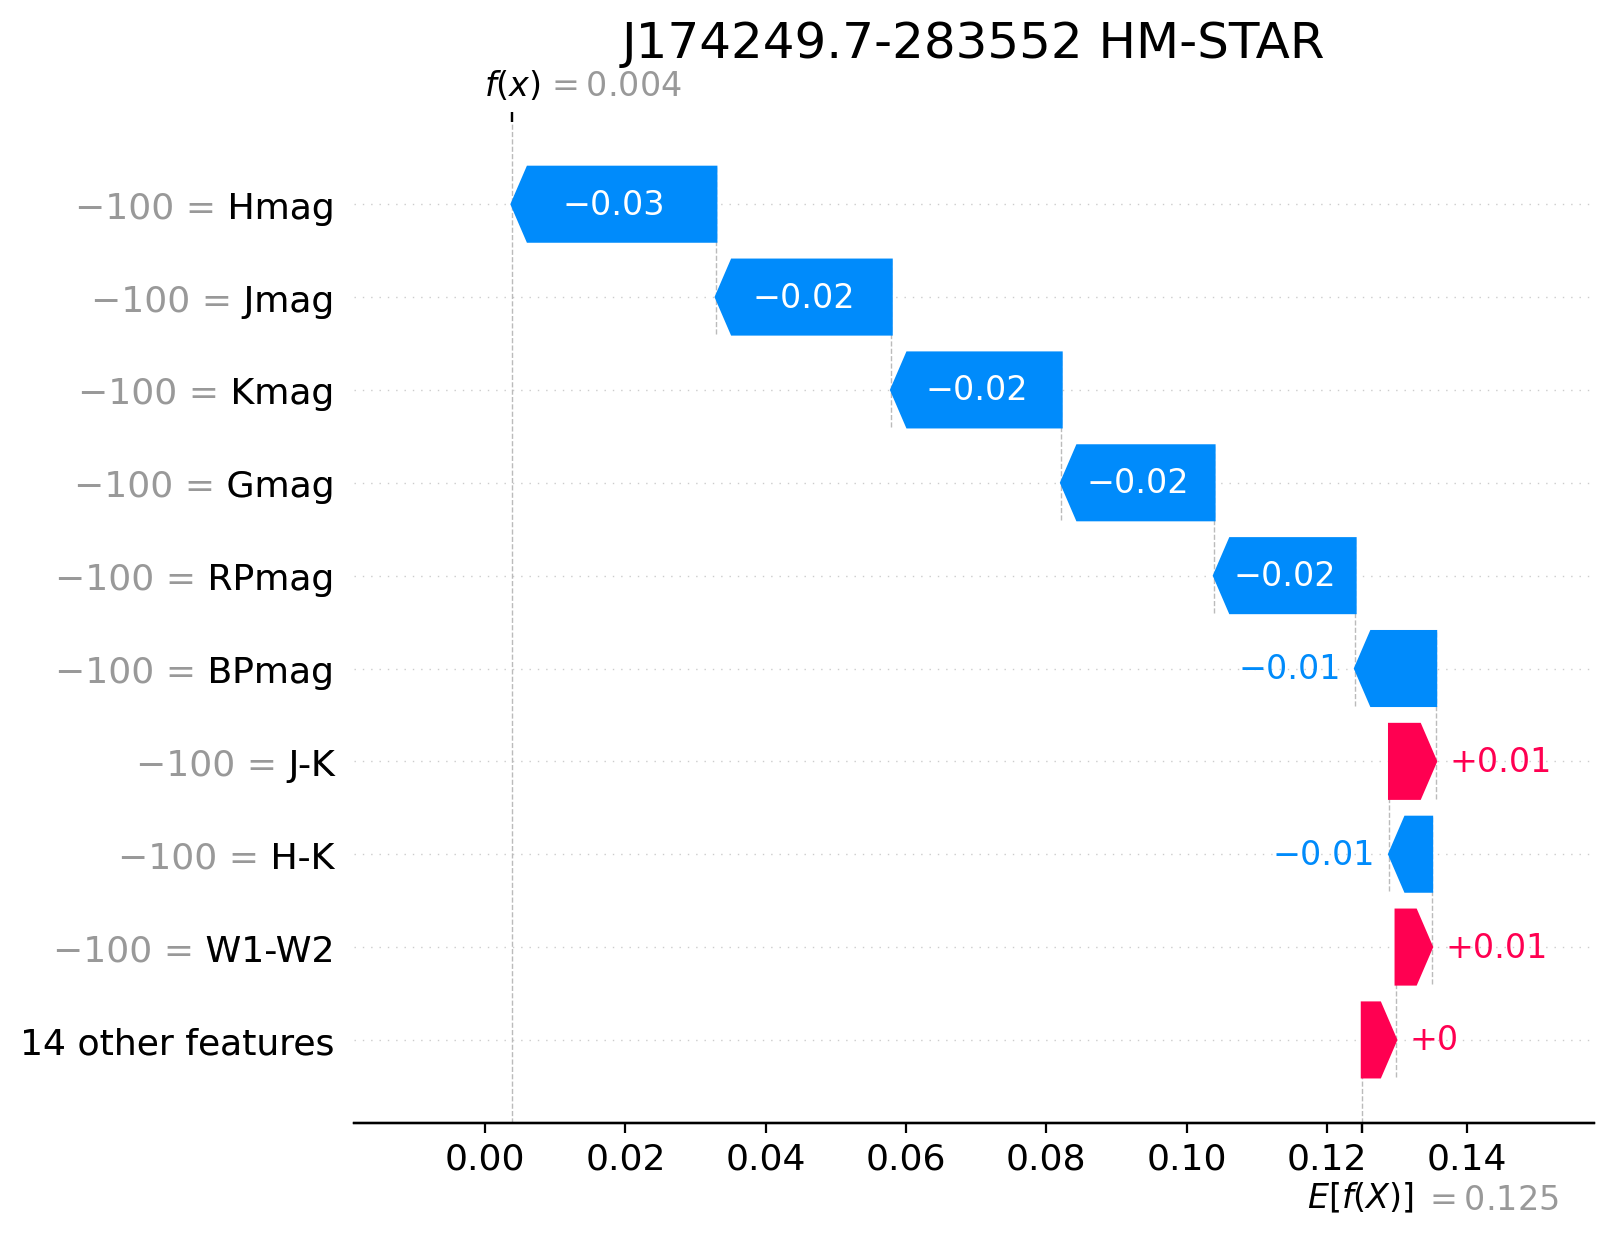 J174249.7-283552 HM-STAR
f(x) = 0.004
−100 = Hmag
−0.03
−100 = Jmag
−0.02
−100 = Kmag
−0.02
−100 = Gmag
−0.02
−100 = RPmag
−0.02
−100 = BPmag
−0.01
−100 = J-K
+0.01
−100 = H-K
−0.01
−100 = W1-W2
+0.01
14 other features
+0
0.00 0.02 0.04 0.06 0.08 0.10 0.12 0.14
E[f(X)] = 0.125